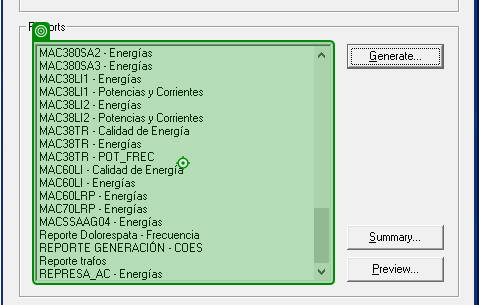 Reports
MAC380SA2 - Energías
MAC380SA3 - Energías
MAC38LI1 - Energías
MAC38LI1 - Potencias y Corrientes
MAC38LI2 - Energías
MAC38LI2 - Potencias y Corrientes
MAC38TR - Calidad de Energía
MAC38TR - Energías
MAC38TR - POT_FREC
MAC60LI - Calidad de Energía
MAC60LI - Energías
MAC60LRP - Energías
MAC70LRP - Energías
MACSSAAG04 - Energías
Reporte Dolorespata - Frecuencia
REPORTE GENERACIÓN - COES
Reporte trafos
REPRESA_AC - Energías
Generate...
Summary...
Preview...